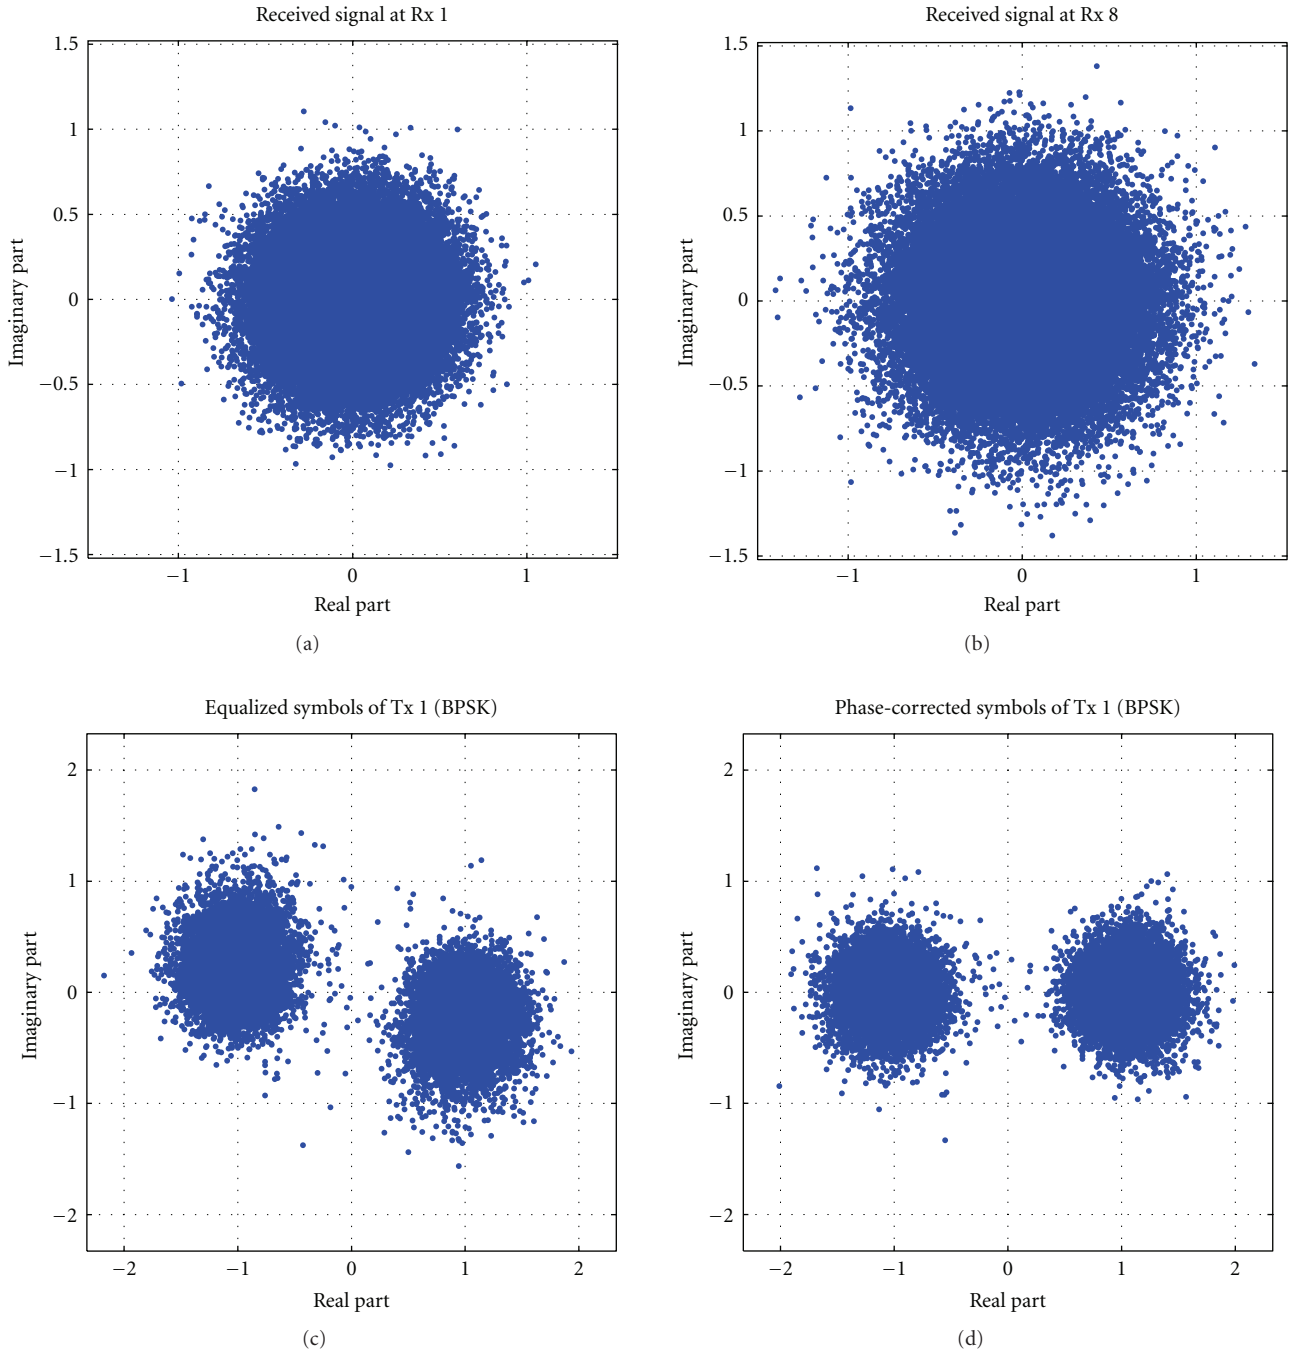 Received signal at Rx 1
1.5
1
0.5
0
−0.5
−1
−1.5
Imaginary part
−1 0 1
Real part
(a)
Received signal at Rx 8
1.5
1
0.5
0
−0.5
−1
−1.5
Imaginary part
−1 0 1
Real part
(b)
Equalized symbols of Tx 1 (BPSK)
2
1
0
−1
−2
Imaginary part
−2 −1 0 1 2
Real part
(c)
Phase-corrected symbols of Tx 1 (BPSK)
2
1
0
−1
−2
Imaginary part
−2 −1 0 1 2
Real part
(d)